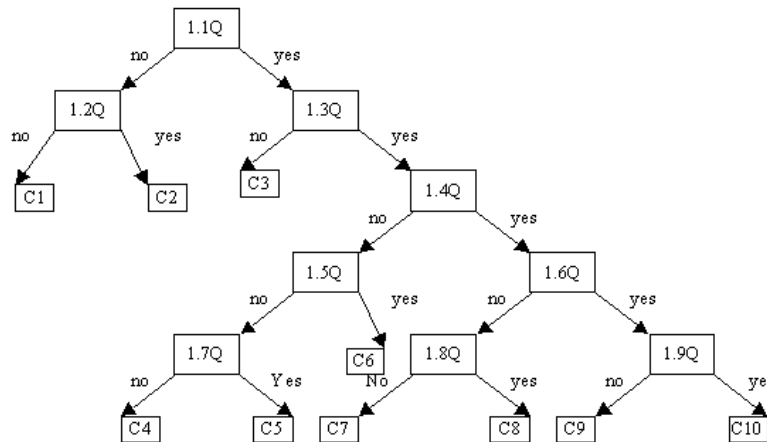 1.1Q
no
yes
1.2Q
1.3Q
no
yes
no
yes
C1
C2
C3
1.4Q
no
yes
1.5Q
1.6Q
no
yes
no
yes
1.7Q
C6
1.8Q
1.9Q
no
Yes
No
yes
no
ye
C4
C5
C7
C8
C9
C10